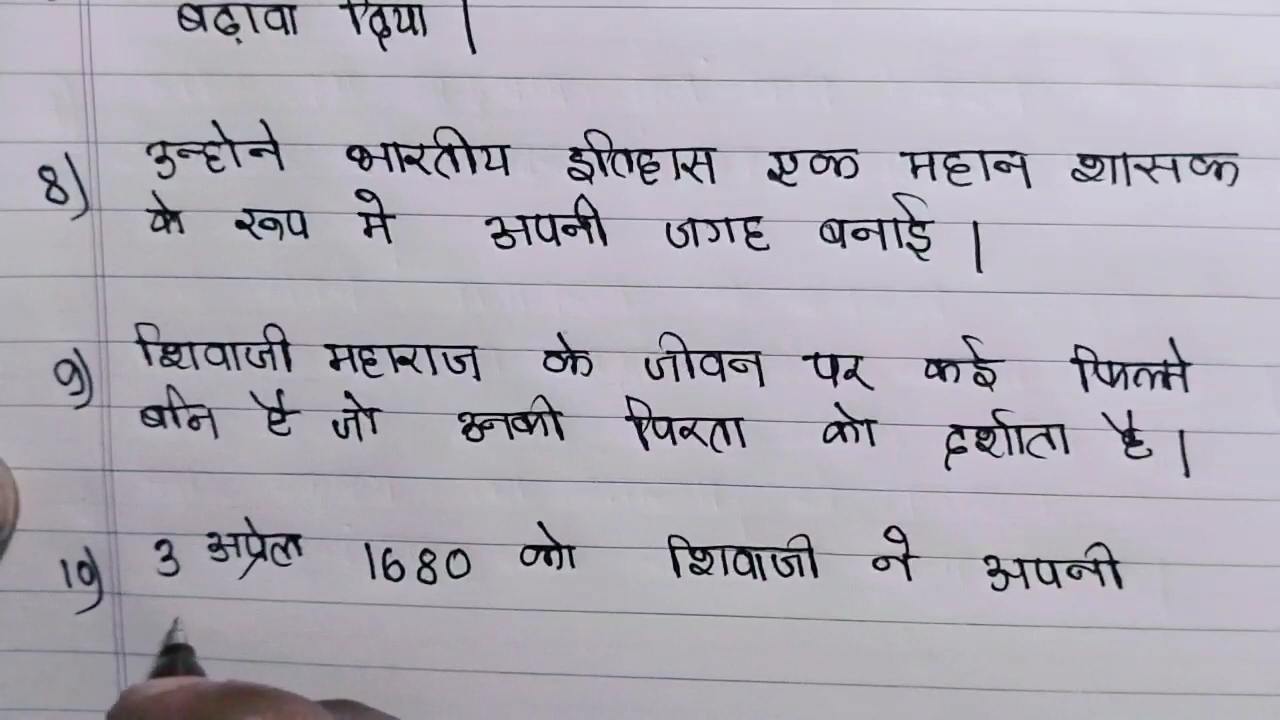 बढ़ावा दिया |
8) उन्होने भारतीय इतिहास एक महान शासक
के रूप मे अपनी जगह बनाई |
9) शिवाजी महाराज के जीवन पर कई फिल्मे
बनि है जो उनकी विरता को दर्शाता है |
10) 3 अप्रेल 1680 को शिवाजी ने अपनी